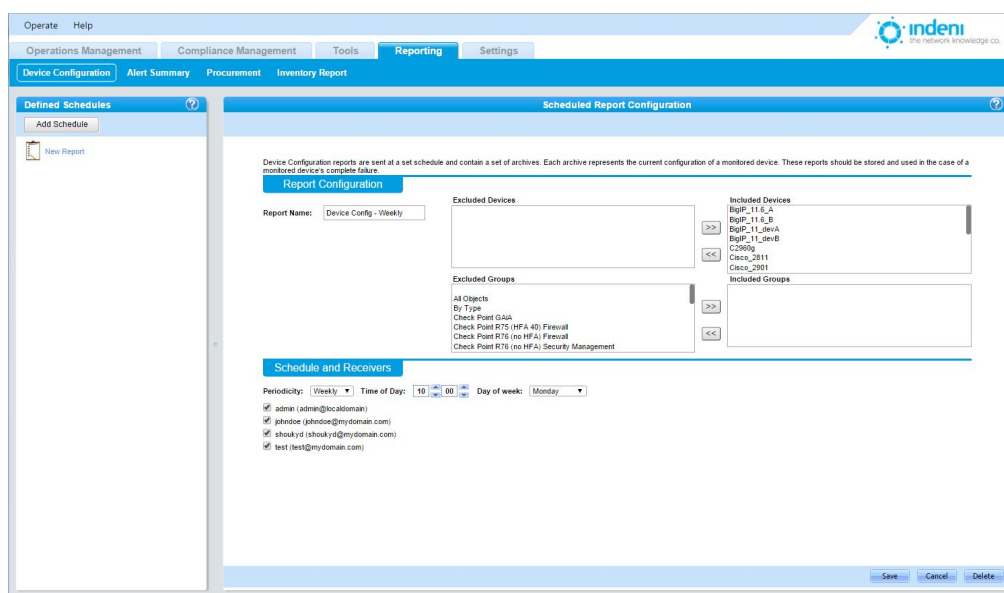 Operate Help
indeni
the network knowledge co.
Operations Management Compliance Management Tools Reporting Settings
Device Configuration Alert Summary Procurement Inventory Report
Defined Schedules ?
Add Schedule
New Report
Scheduled Report Configuration ?
Device Configuration reports are sent at a set schedule and contain a set of archives. Each archive represents the current configuration of a monitored device. These reports should be stored and used in the case of a
monitored device's complete failure.
Report Configuration
Report Name: Device Config - Weekly
Excluded Devices
>>
<<
Included Devices
BigIP_11.6_A
BigIP_11.6_B
BigIP_11_devA
BigIP_11_devB
C2960g
Cisco_2811
Cisco_2901
Excluded Groups
All Objects
By Type
Check Point GAiA
Check Point R75 (HFA 40) Firewall
Check Point R76 (no HFA) Firewall
Check Point R76 (no HFA) Security Management
>>
<<
Included Groups
Schedule and Receivers
Periodicity: Weekly Time of Day: 10 00 Day of week: Monday
admin (admin@localdomain)
johndoe (johndoe@mydomain.com)
shoukyd (shoukyd@mydomain.com)
test (test@mydomain.com)
Save Cancel Delete